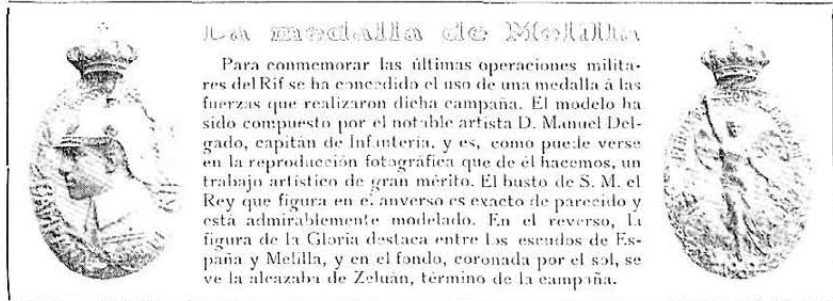 La medalla de Melilla
Para conmemorar las últimas operaciones milita-
res del Rif se ha concedido el uso de una medalla á las
fuerzas que realizaron dicha campaña. El modelo ha
sido compuesto por el notable artista D. Manuel Del-
gado, capitán de Infantería, y es, como puede verse
en la reproducción fotográfica que de él hacemos, un
trabajo artístico de gran mérito. El busto de S. M. el
Rey que figura en el anverso es exacto de parecido y
está admirablemente modelado. En el reverso, la
figura de la Gloria destaca entre los escudos de Es-
paña y Melilla, y en el fondo, coronada por el sol, se
ve la alcazaba de Zeluán, término de la campaña.